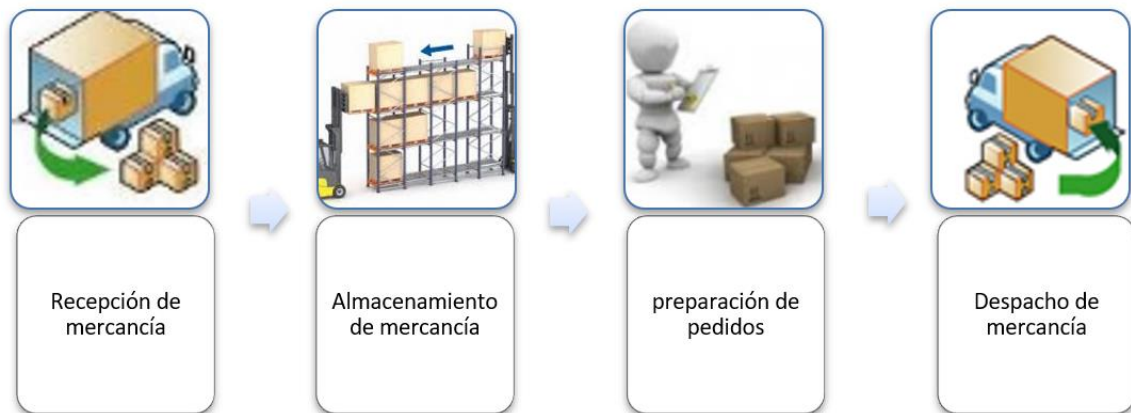 Recepción de
mercancía
Almacenamiento
de mercancía
preparación de
pedidos
Despacho de
mercancía